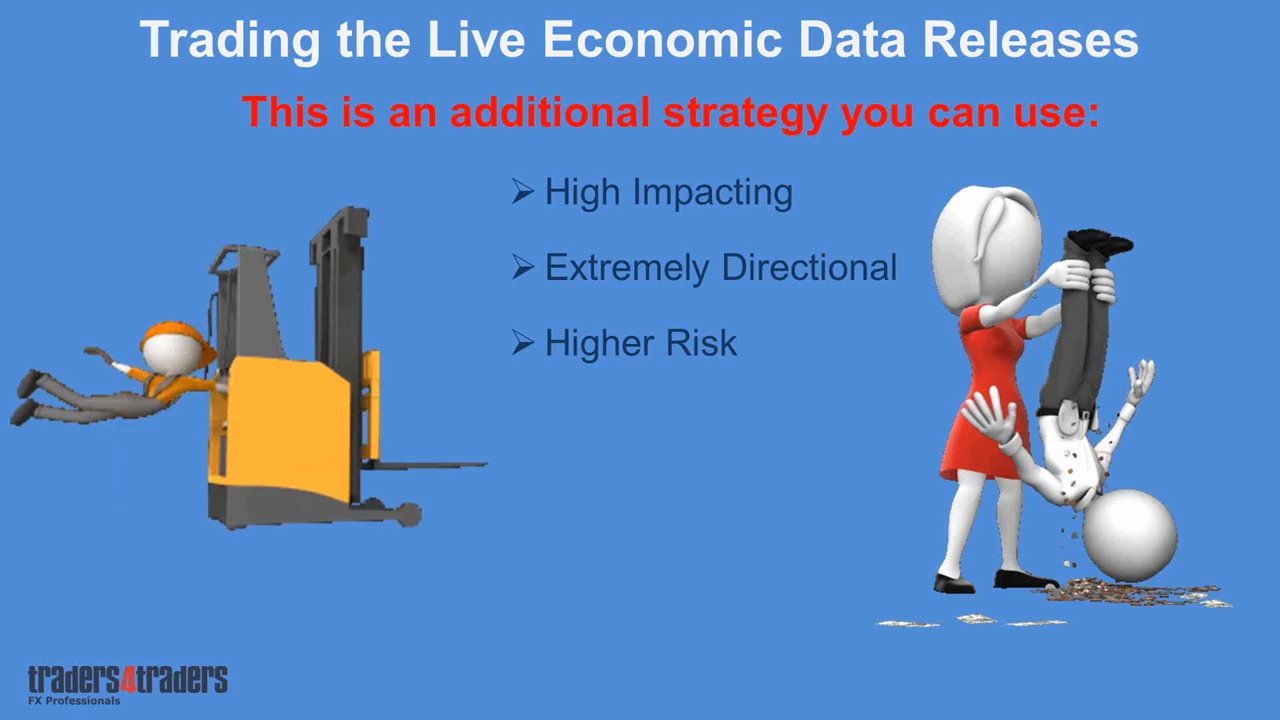 Trading the Live Economic Data Releases
This is an additional strategy you can use:
High Impacting
Extremely Directional
Higher Risk
traders4traders
FX Professionals